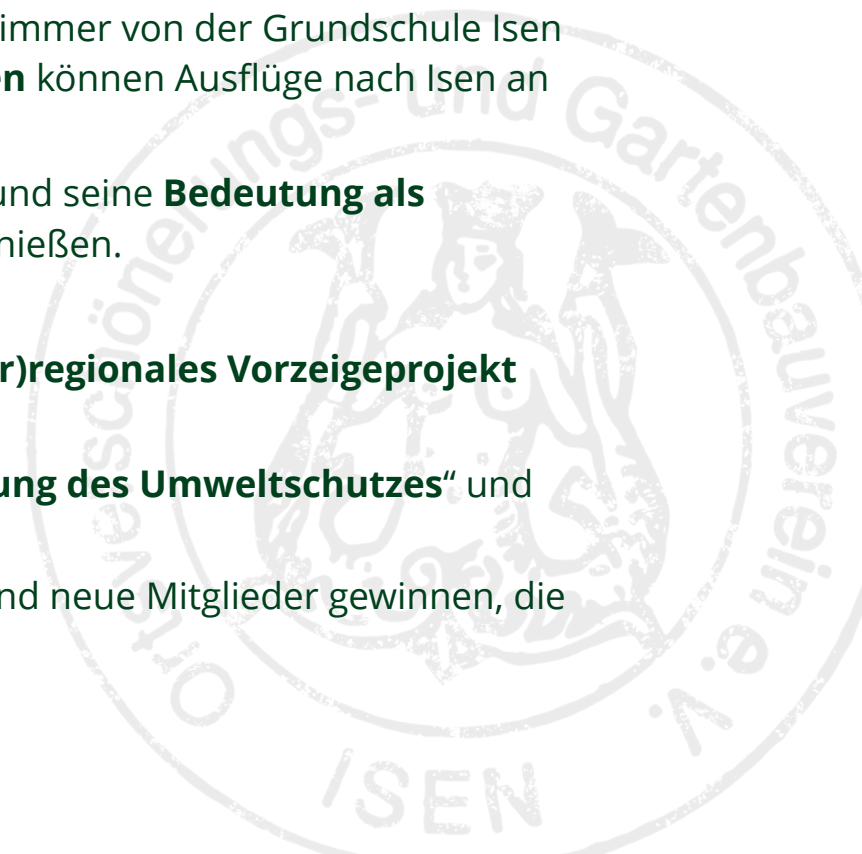 immer von der Grundschule Isen
en können Ausflüge nach Isen an
und seine Bedeutung als
nießen.
r)regionales Vorzeigeprojekt
ung des Umweltschutzes“ und
nd neue Mitglieder gewinnen, die
Ortsverschönerungs- und Gartenbauverein e.V.
ISEN